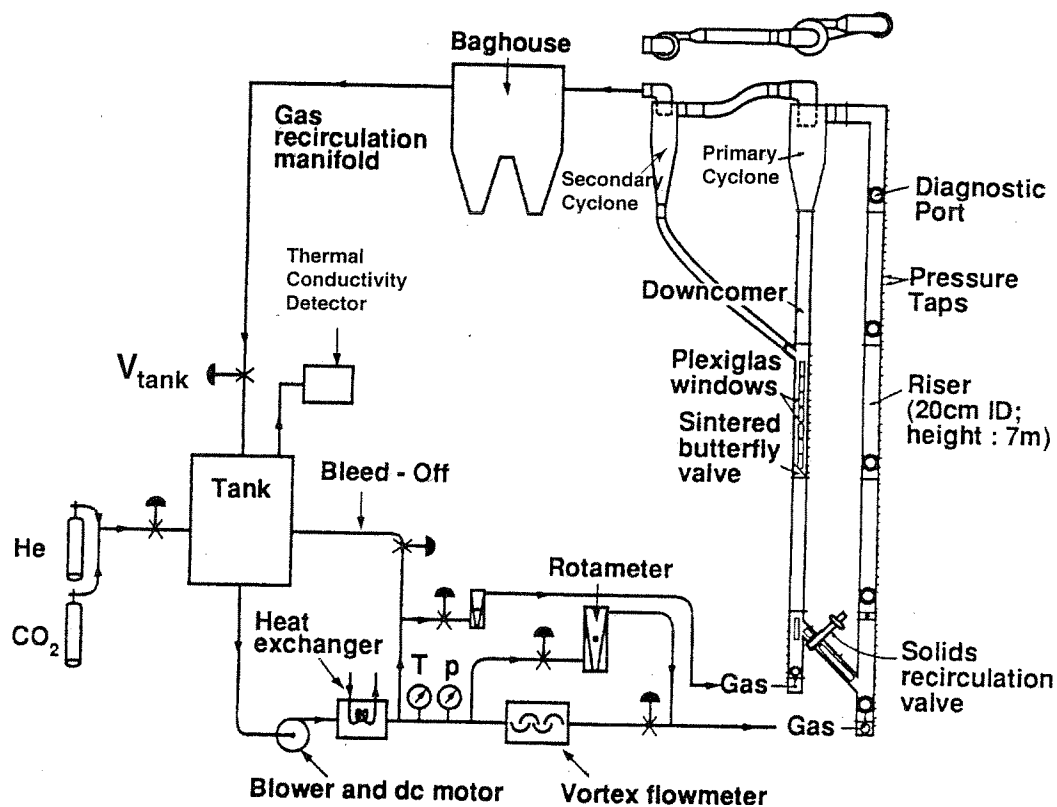 Baghouse
Gas
recirculation
manifold
Secondary
Cyclone
Primary
Cyclone
Diagnostic
Port
Thermal
Conductivity
Detector
Downcomer
Pressure
Taps
V tank
Plexiglas
windows
Riser
(20cm ID;
height : 7m)
Sintered
butterfly
valve
Tank
Bleed - Off
He
Rotameter
CO2
Heat
exchanger
T
p
Gas
Solids
recirculation
valve
Gas
Blower and dc motor
Vortex flowmeter